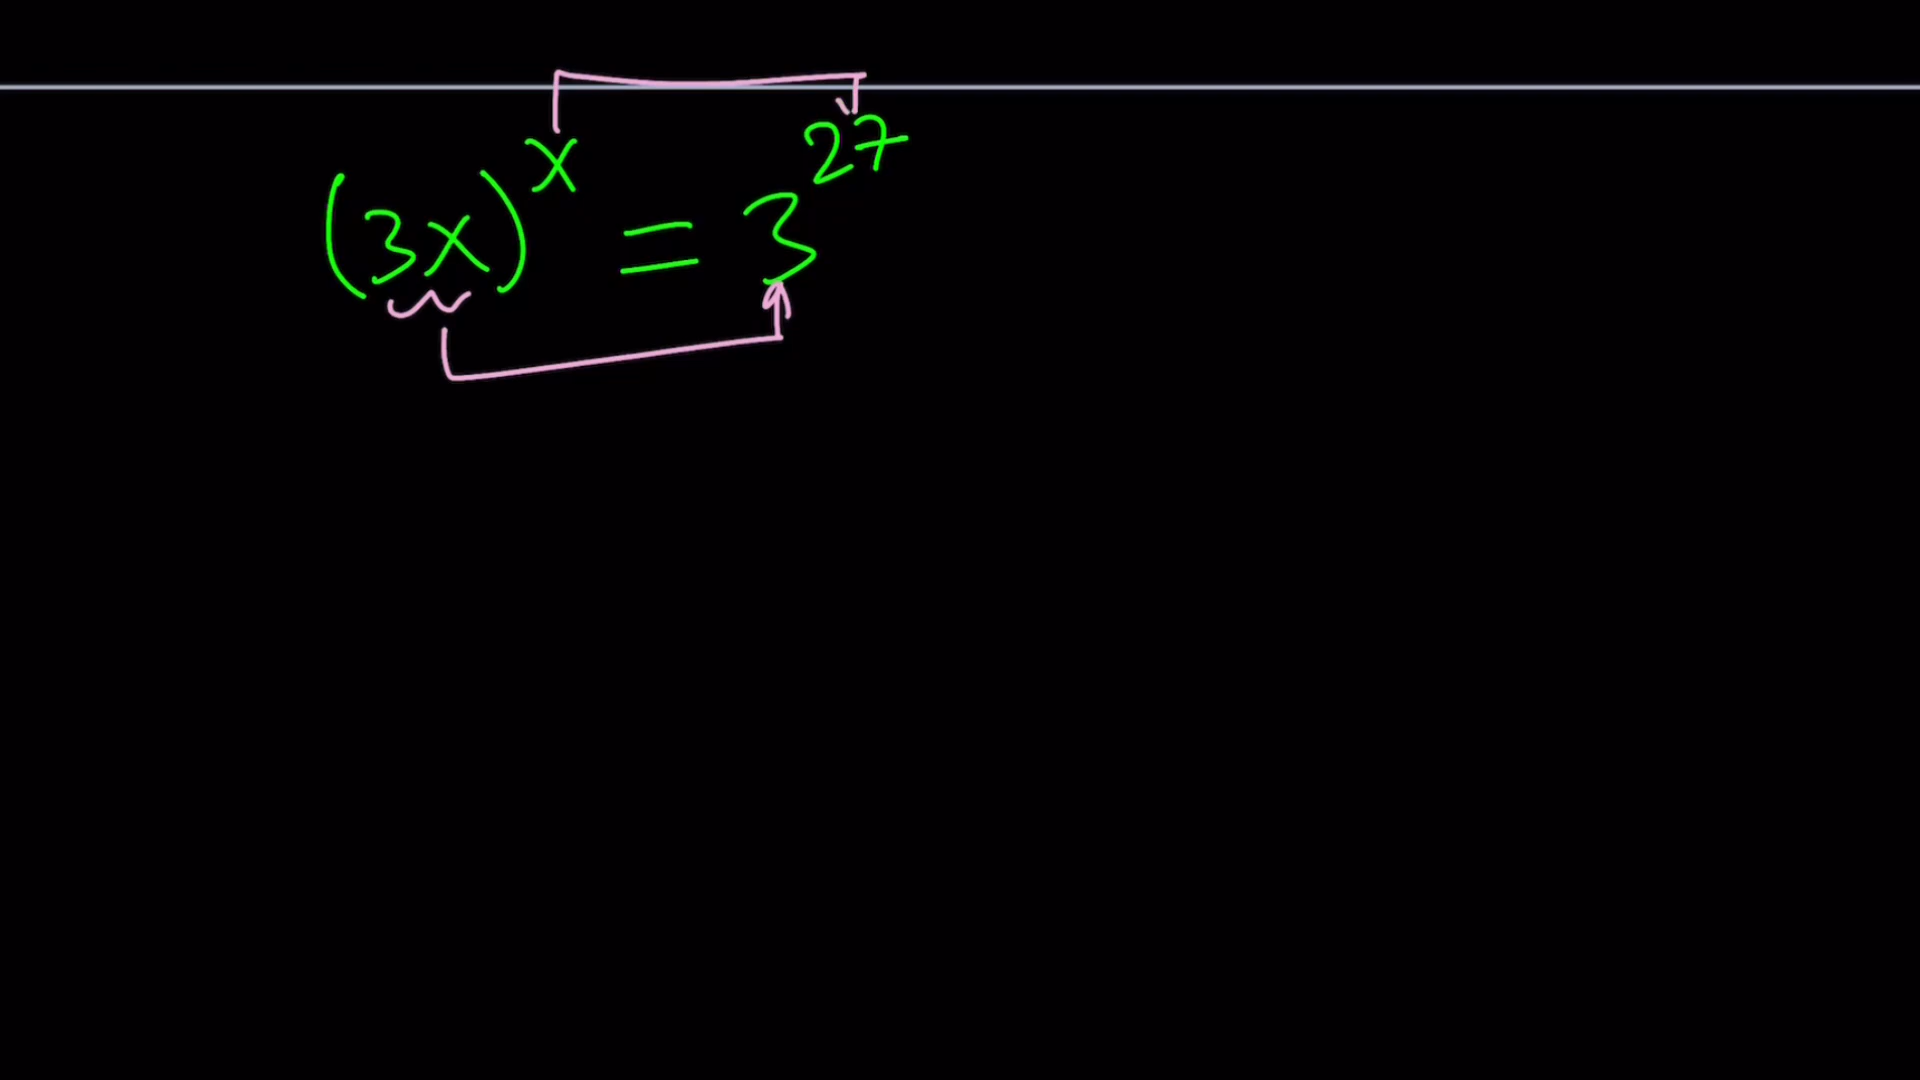 (3x)^x = 3^27